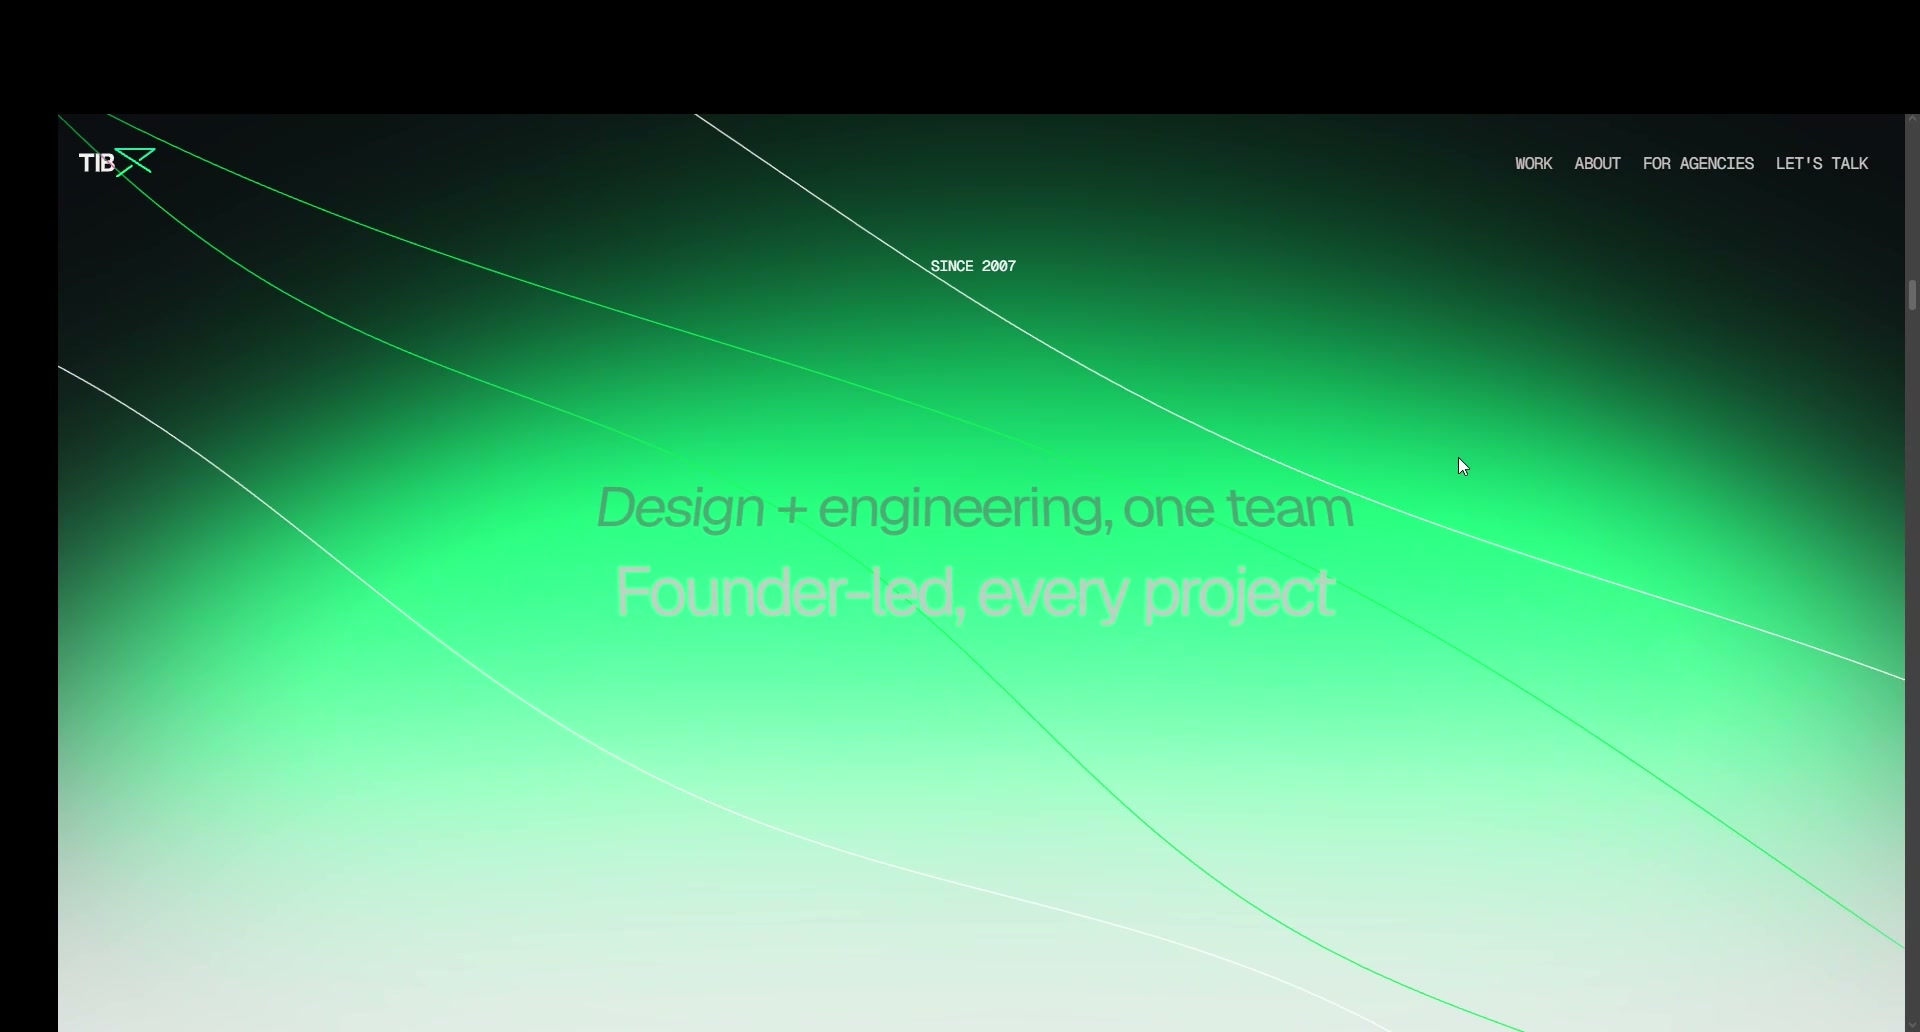 TIB
WORK ABOUT FOR AGENCIES LET'S TALK
SINCE 2007
Design + engineering, one team
Founder-led, every project